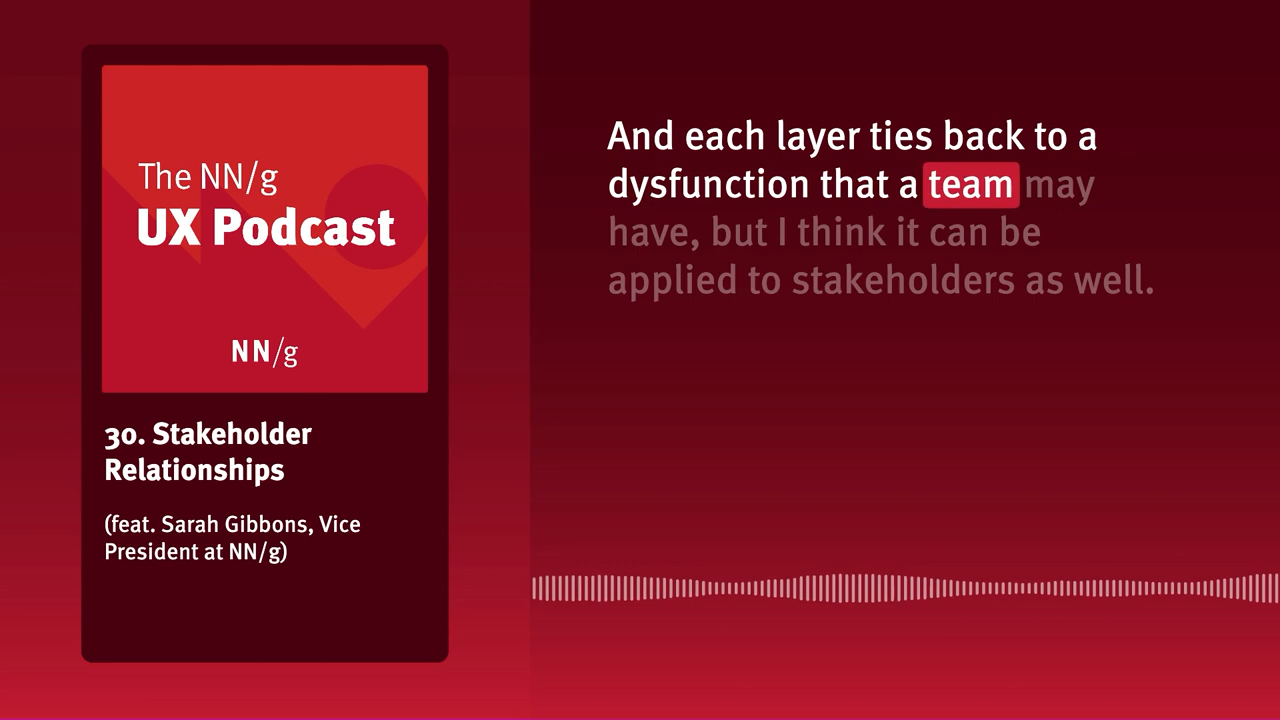 The NN/g
UX Podcast
NN/g
30. Stakeholder
Relationships
(feat. Sarah Gibbons, Vice
President at NN/g)
And each layer ties back to a
dysfunction that a team may
have, but I think it can be
applied to stakeholders as well.